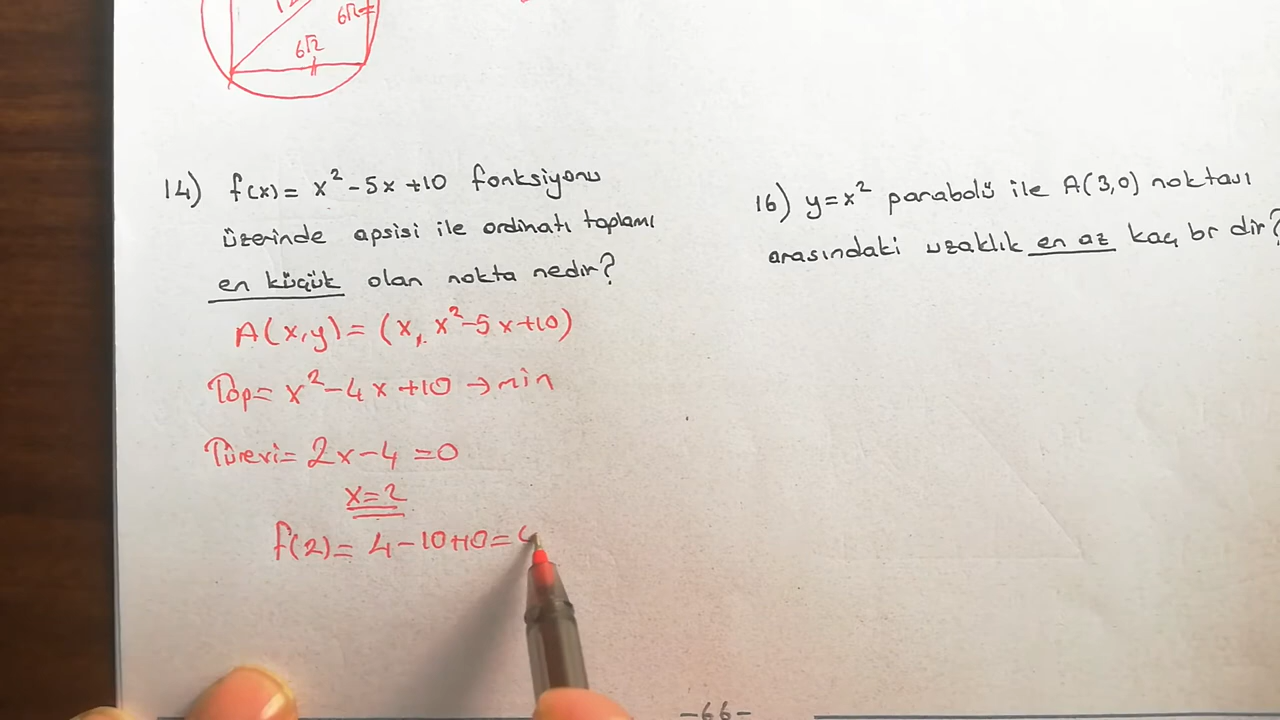 6√2
6√2
14) f(x) = x² - 5x + 10 fonksiyonu
üzerinde apsisi ile ordinatı toplamı
en küçük olan nokta nedir?
A(x,y) = (x, x²-5x+10)
Top = x² - 4x + 10 → min
Türevi = 2x - 4 = 0
x = 2
f(2) = 4 - 10 + 10 =
16) y = x² parabolü ile A(3,0) noktası
arasındaki uzaklık en az kaç br dir?
-66-